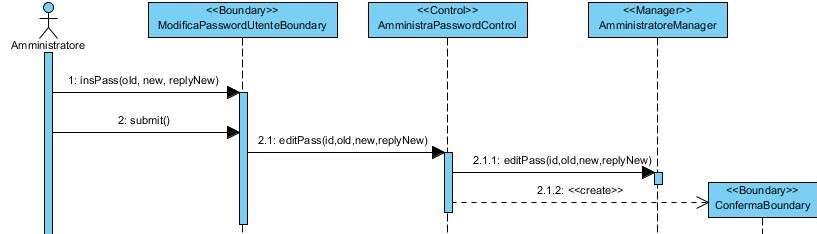 <<Boundary>>
ModificaPasswordUtenteBoundary
<<Control>>
AmministraPasswordControl
<<Manager>>
AmministratoreManager
Amministratore
1: insPass(old, new, replyNew)
2: submit()
2.1: editPass(id,old,new,replyNew)
2.1.1: editPass(id,old,new,replyNew)
2.1.2: <<create>>
<<Boundary>>
ConfermaBoundary